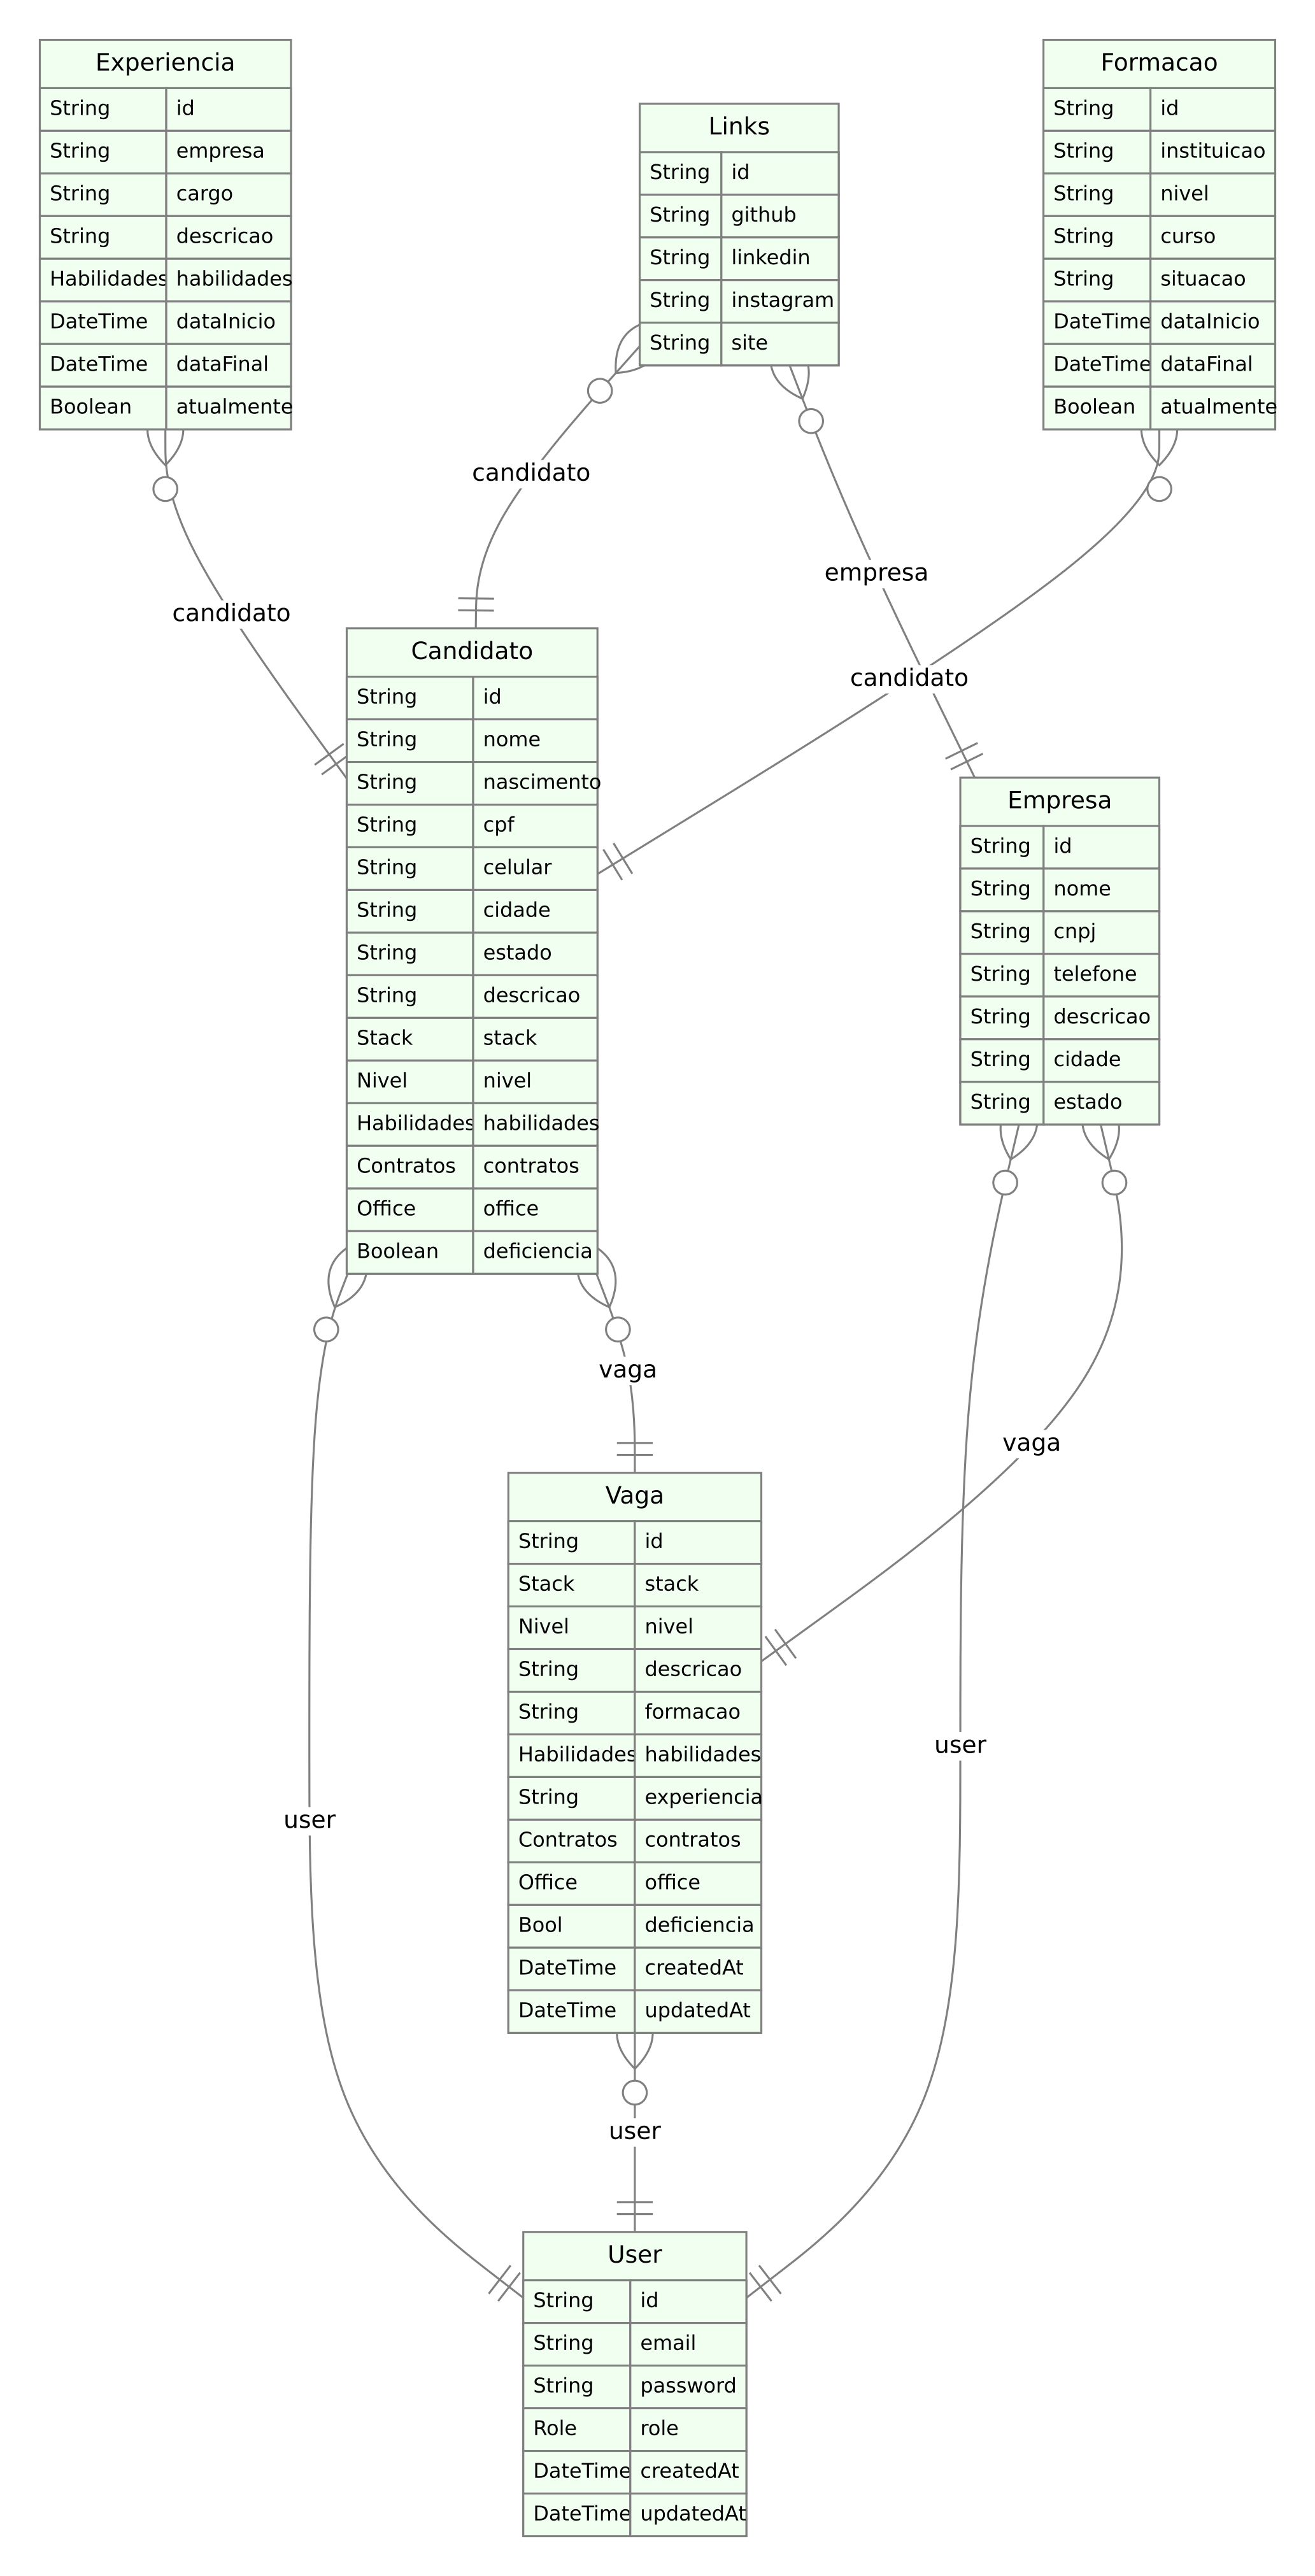 Experiencia
String id
String empresa
String cargo
String descricao
Habilidades habilidades
DateTime dataInicio
DateTime dataFinal
Boolean atualmente
Links
String id
String github
String linkedin
String instagram
String site
Formacao
String id
String instituicao
String nivel
String curso
String situacao
DateTime dataInicio
DateTime dataFinal
Boolean atualmente
candidato
empresa
candidato
candidato
Candidato
String id
String nome
String nascimento
String cpf
String celular
String cidade
String estado
String descricao
Stack stack
Nivel nivel
Habilidades habilidades
Contratos contratos
Office office
Boolean deficiencia
Empresa
String id
String nome
String cnpj
String telefone
String descricao
String cidade
String estado
vaga
vaga
Vaga
String id
Stack stack
Nivel nivel
String descricao
String formacao
Habilidades habilidades
String experiencia
Contratos contratos
Office office
Bool deficiencia
DateTime createdAt
DateTime updatedAt
user
user
user
User
String id
String email
String password
Role role
DateTime createdAt
DateTime updatedAt